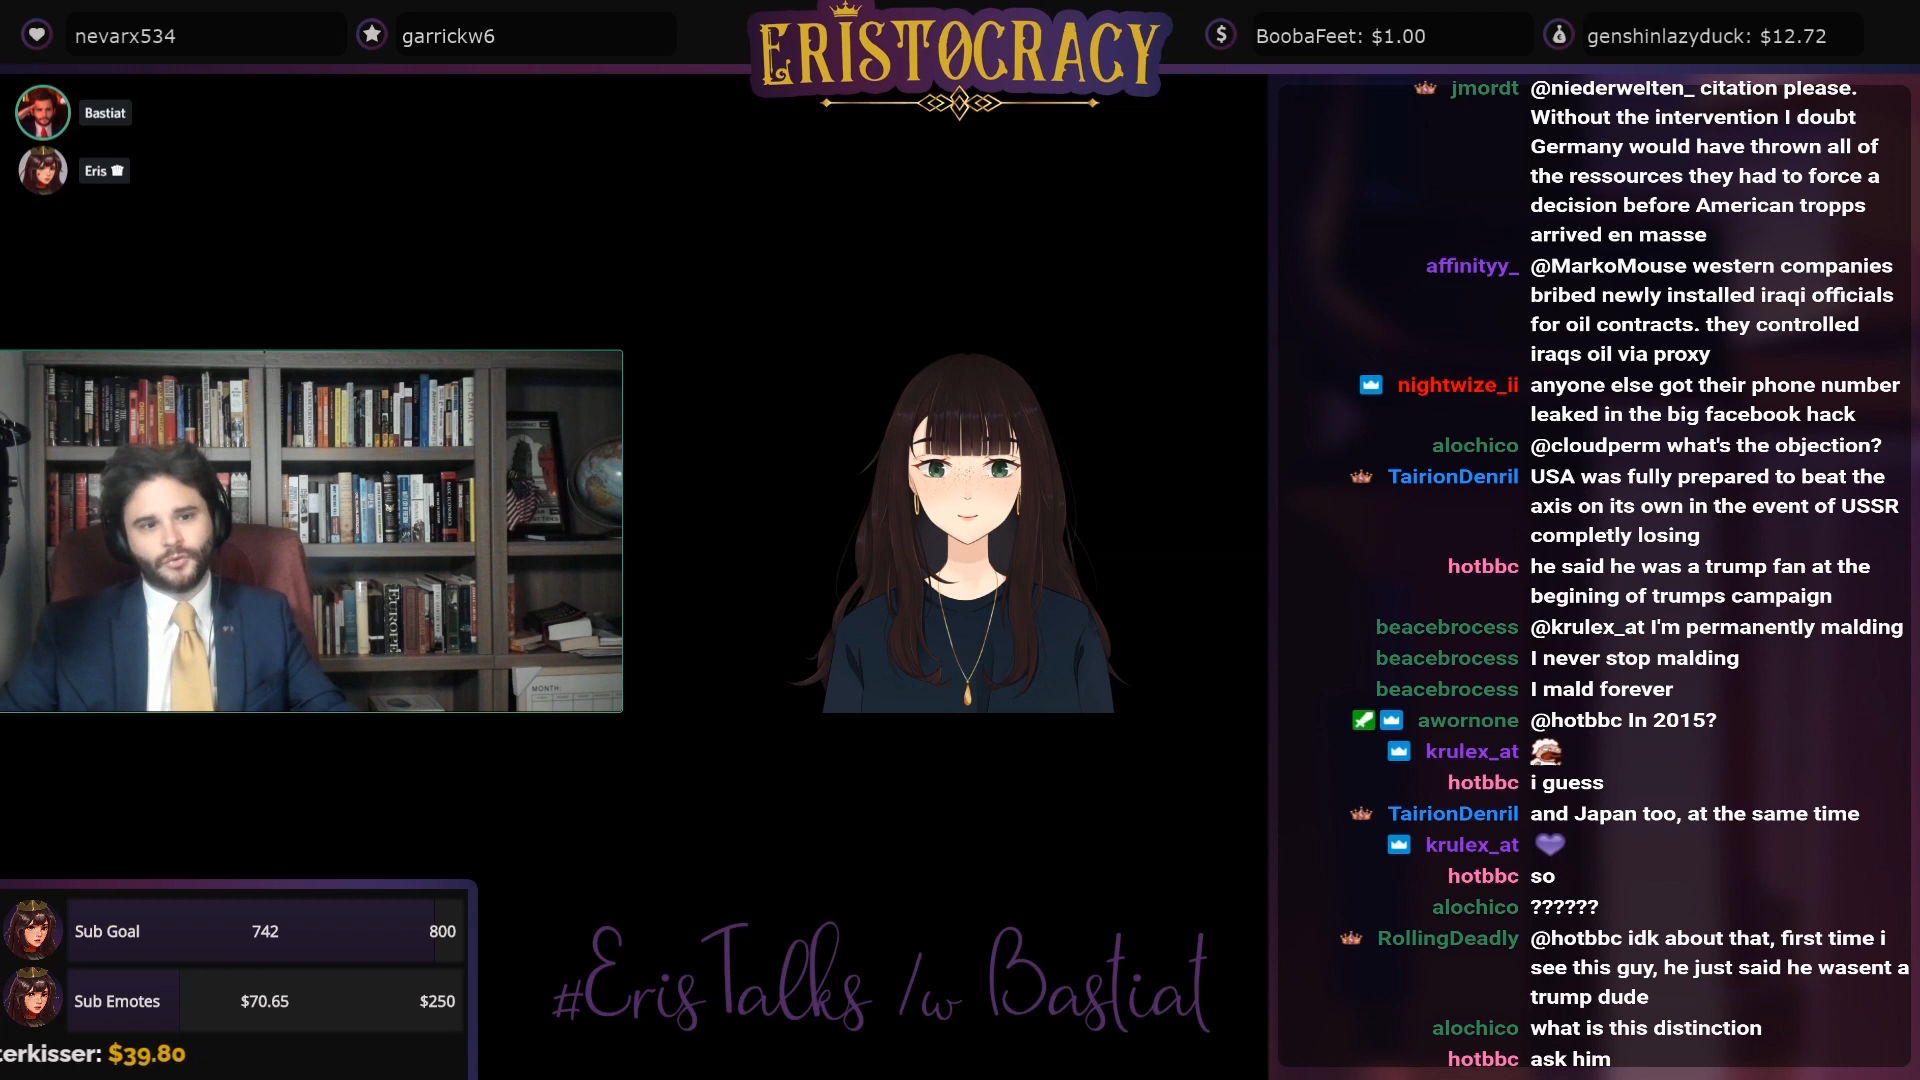 nevarx534
garrickw6
ERISTOCRACY
BoobaFeet: $1.00
genshinlazyduck: $12.72
Bastiat
Eris
EUROPE
MONTH:
jmordt @niederwelten_ citation please.
Without the intervention I doubt
Germany would have thrown all of
the ressources they had to force a
decision before American tropps
arrived en masse
affinityy_ @MarkoMouse western companies
bribed newly installed iraqi officials
for oil contracts. they controlled
iraqs oil via proxy
nightwize_ii anyone else got their phone number
leaked in the big facebook hack
alochico @cloudperm what's the objection?
TairionDenril USA was fully prepared to beat the
axis on its own in the event of USSR
completly losing
hotbbc he said he was a trump fan at the
begining of trumps campaign
beacebrocess @krulex_at I'm permanently malding
beacebrocess I never stop malding
beacebrocess I mald forever
awornone @hotbbc In 2015?
krulex_at
hotbbc i guess
TairionDenril and Japan too, at the same time
krulex_at
hotbbc so
alochico ??????
RollingDeadly @hotbbc idk about that, first time i
see this guy, he just said he wasent a
trump dude
alochico what is this distinction
hotbbc ask him
Sub Goal 742 800
Sub Emotes $70.65 $250
terkisser: $39.80
#ErisTalks /w Bastiat